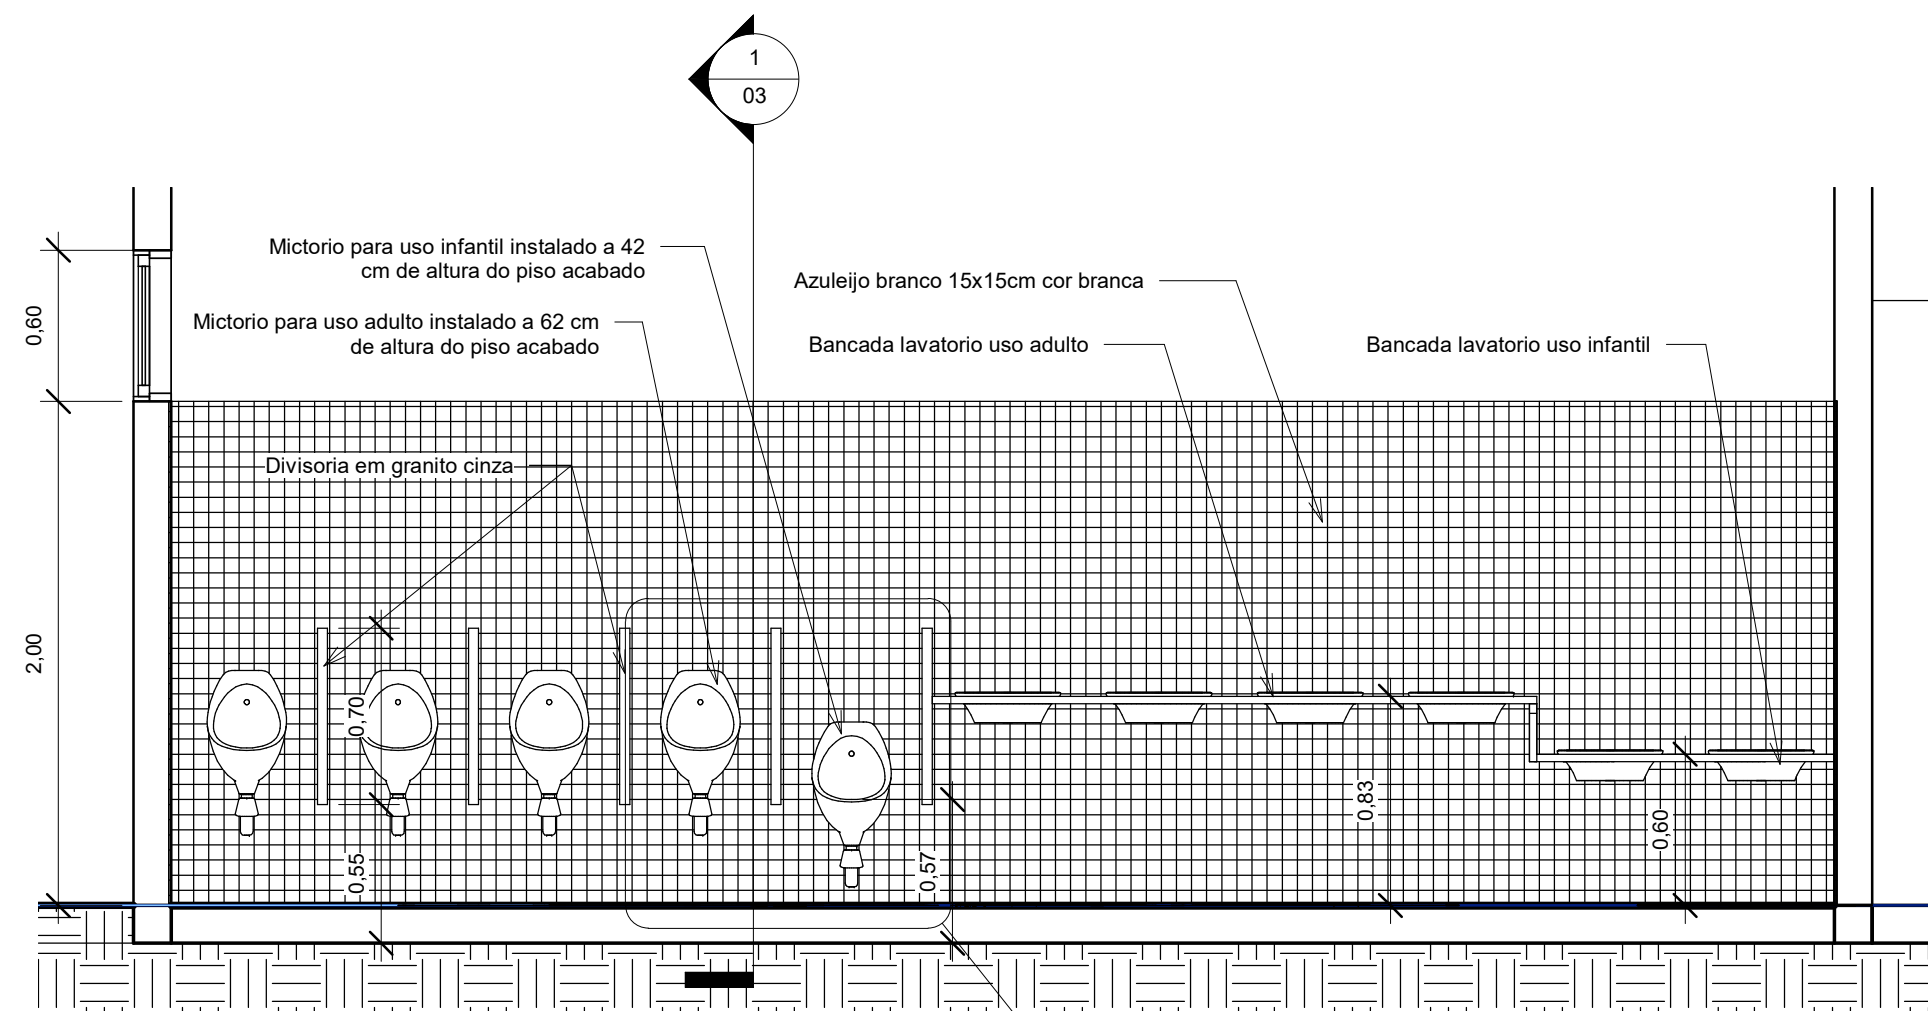 1
03
Mictorio para uso infantil instalado a 42
cm de altura do piso acabado
Azuleijo branco 15x15cm cor branca
Mictorio para uso adulto instalado a 62 cm
de altura do piso acabado
Bancada lavatorio uso adulto
Bancada lavatorio uso infantil
0,60
Divisoria em granito cinza
2,00
0,70
0,83
0,60
0,55
0,57